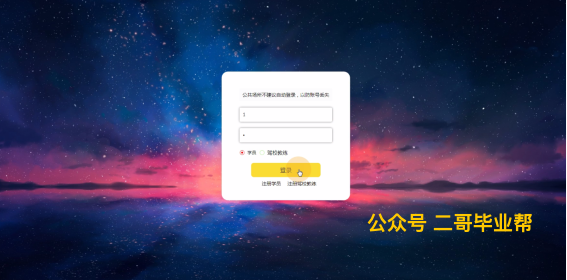 公共场所不建议自动登录，以防账号丢失
1
•
学员 驾校教练
登录
注册学员 注册驾校教练
公众号 二哥毕业帮